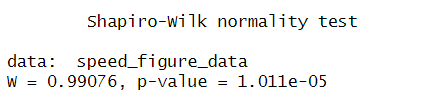 Shapiro-Wilk normality test
data:  speed_figure_data
W = 0.99076, p-value = 1.011e-05